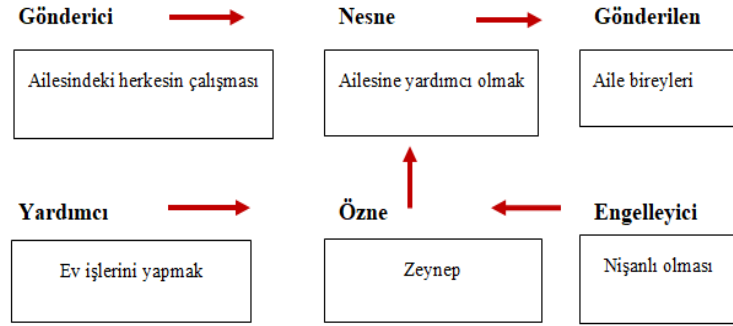 Gönderici Nesne Gönderilen
Ailesindeki herkesin çalışması Ailesine yardımcı olmak Aile bireyleri
Yardımcı Özne Engelleyici
Ev işlerini yapmak Zeynep Nişanlı olması